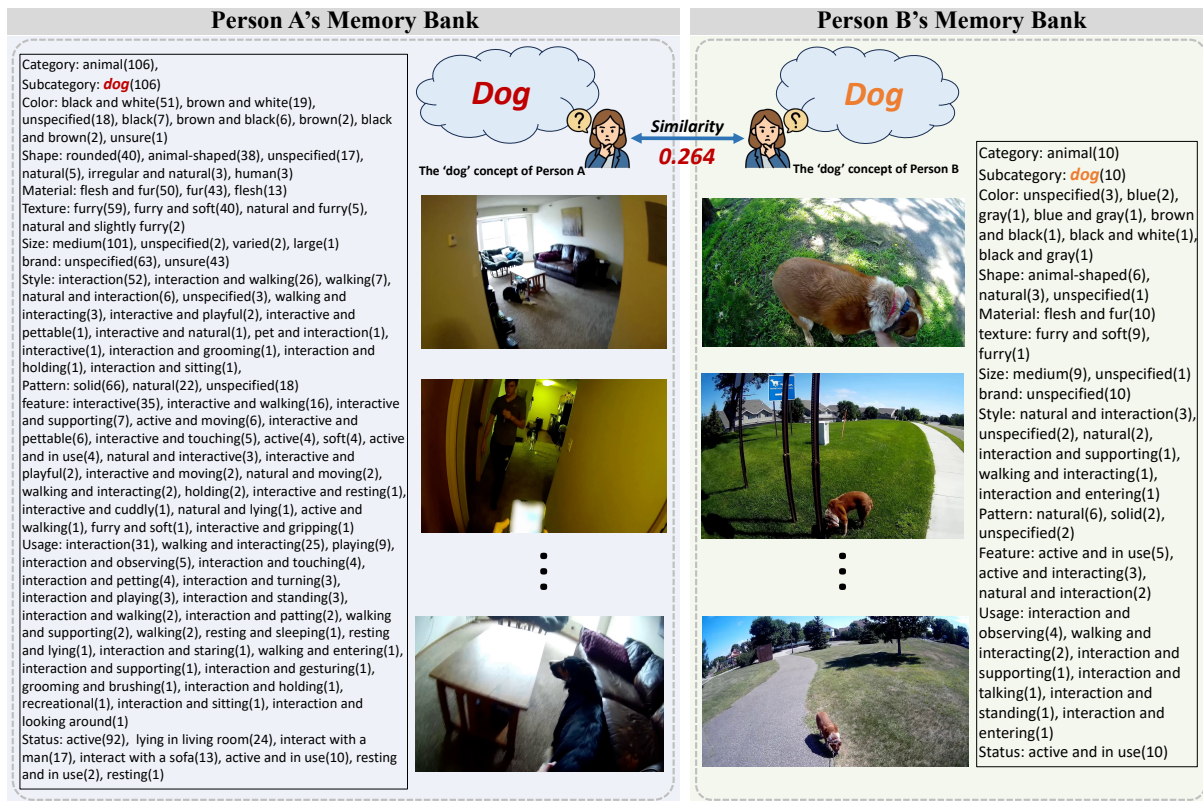 Person A's Memory Bank
Category: animal(106),
Subcategory: dog(106)
Color: black and white(51), brown and white(19),
unspecified(18), black(7), brown and black(6), brown(2), black
and brown(2), unsure(1)
Shape: rounded(40), animal-shaped(38), unspecified(17),
natural(5), irregular and natural(3), human(3)
Material: flesh and fur(50), fur(43), flesh(13)
Texture: furry(59), furry and soft(40), natural and furry(5),
natural and slightly furry(2)
Size: medium(101), unspecified(2), varied(2), large(1)
brand: unspecified(63), unsure(43)
Style: interaction(52), interaction and walking(26), walking(7),
natural and interaction(6), unspecified(3), walking and
interacting(3), interactive and playful(2), interactive and
pettable(1), interactive and natural(1), pet and interaction(1),
interactive(1), interaction and grooming(1), interaction and
holding(1), interaction and sitting(1),
Pattern: solid(66), natural(22), unspecified(18)
feature: interactive(35), interactive and walking(16), interactive
and supporting(7), active and moving(6), interactive and
pettable(6), interactive and touching(5), active(4), soft(4), active
and in use(4), natural and interactive(3), interactive and
playful(2), interactive and moving(2), natural and moving(2),
walking and interacting(2), holding(2), interactive and resting(1),
interactive and cuddly(1), natural and lying(1), active and
walking(1), furry and soft(1), interactive and gripping(1)
Usage: interaction(31), walking and interacting(25), playing(9),
interaction and observing(5), interaction and touching(4),
interaction and petting(4), interaction and turning(3),
interaction and playing(3), interaction and standing(3),
interaction and walking(2), interaction and patting(2), walking
and supporting(2), walking(2), resting and sleeping(1), resting
and lying(1), interaction and staring(1), walking and entering(1),
interaction and supporting(1), interaction and gesturing(1),
grooming and brushing(1), interaction and holding(1),
recreational(1), interaction and sitting(1), interaction and
looking around(1)
Status: active(92), lying in living room(24), interact with a
man(17), interact with a sofa(13), active and in use(10), resting
and in use(2), resting(1)
Dog
?
The 'dog' concept of Person A
Similarity
0.264
Person B's Memory Bank
Dog
?
The 'dog' concept of Person B
Category: animal(10)
Subcategory: dog(10)
Color: unspecified(3), blue(2),
gray(1), blue and gray(1), brown
and black(1), black and white(1),
black and gray(1)
Shape: animal-shaped(6),
natural(3), unspecified(1)
Material: flesh and fur(10)
texture: furry and soft(9),
furry(1)
Size: medium(9), unspecified(1)
brand: unspecified(10)
Style: natural and interaction(3),
unspecified(2), natural(2),
interaction and supporting(1),
walking and interacting(1),
interaction and entering(1)
Pattern: natural(6), solid(2),
unspecified(2)
Feature: active and in use(5),
active and interacting(3),
natural and interaction(2)
Usage: interaction and
observing(4), walking and
interacting(2), interaction and
supporting(1), interaction and
talking(1), interaction and
standing(1), interaction and
entering(1)
Status: active and in use(10)